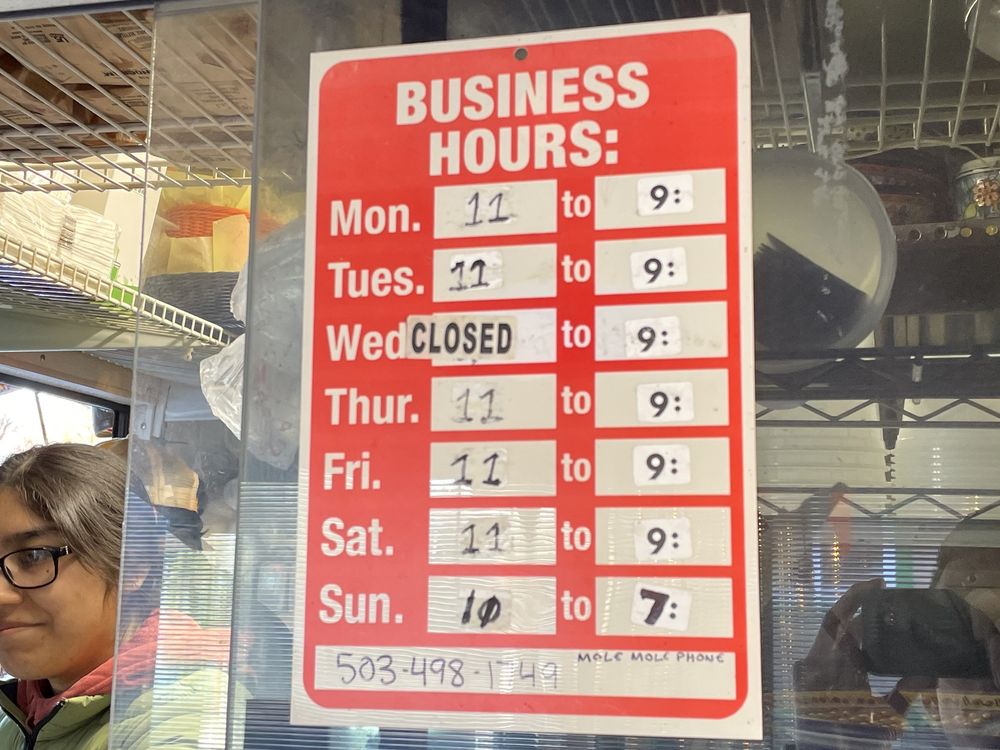 BUSINESS
HOURS:
Mon. 11 to 9:
Tues. 11 to 9:
Wed CLOSED to 9:
Thur. 11 to 9:
Fri. 11 to 9:
Sat. 11 to 9:
Sun. 10 to 7:
MOLE MOLE PHONE
503-498-1749